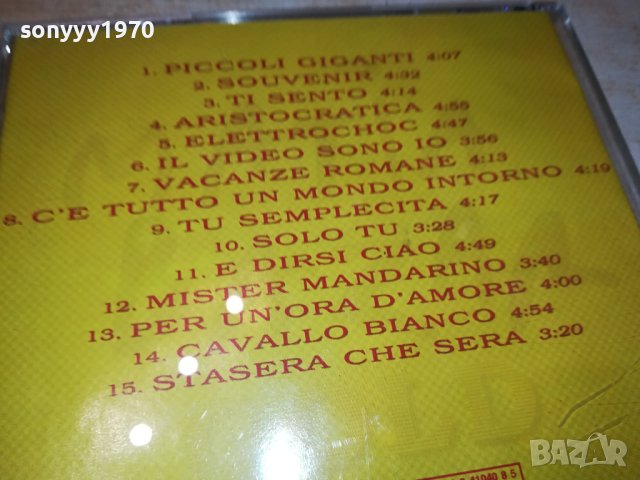 sonyyy1970
1. PICCOLI GIGANTI 4:07
2. SOUVENIR 4:32
3. TI SENTO 4:14
4. ARISTOCRATICA 4:55
5. ELETTROCHOC 4:47
6. IL VIDEO SONO IO 3:56
7. VACANZE ROMANE 4:13
8. C'E TUTTO UN MONDO INTORNO 4:19
9. TU SEMPLECITA 4:17
10. SOLO TU 3:28
11. E DIRSI CIAO 4:49
12. MISTER MANDARINO 3:40
13. PER UN'ORA D'AMORE 4:00
14. CAVALLO BIANCO 4:54
15. STASERA CHE SERA 3:20
BAZAR